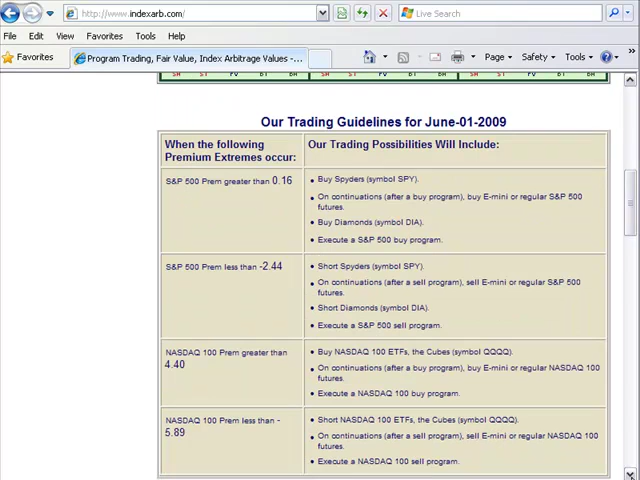 http://www.indexarb.com/
Live Search
File Edit View Favorites Tools Help
Favorites
Program Trading, Fair Value, Index Arbitrage Values -...
Page Safety Tools
Our Trading Guidelines for June-01-2009
When the following
Premium Extremes occur:
Our Trading Possibilities Will Include:
S&P 500 Prem greater than 0.16
• Buy Spyders (symbol SPY).
• On continuations (after a buy program), buy E-mini or regular S&P 500
futures.
• Buy Diamonds (symbol DIA).
• Execute a S&P 500 buy program.
S&P 500 Prem less than -2.44
• Short Spyders (symbol SPY).
• On continuations (after a sell program), sell E-mini or regular S&P 500
futures.
• Short Diamonds (symbol DIA).
• Execute a S&P 500 sell program.
NASDAQ 100 Prem greater than
4.40
• Buy NASDAQ 100 ETFs, the Cubes (symbol QQQQ).
• On continuations (after a buy program), buy E-mini or regular NASDAQ 100
futures.
• Execute a NASDAQ 100 buy program.
NASDAQ 100 Prem less than -
5.89
• Short NASDAQ 100 ETFs, the Cubes (symbol QQQQ).
• On continuations (after a sell program), sell E-mini or regular NASDAQ 100
futures.
• Execute a NASDAQ 100 sell program.